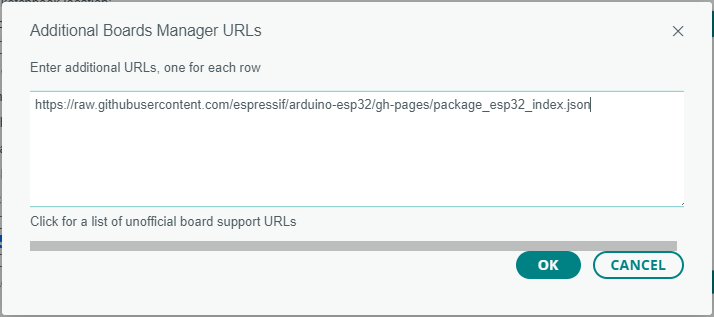 Additional Boards Manager URLs
Enter additional URLs, one for each row
https://raw.githubusercontent.com/espressif/arduino-esp32/gh-pages/package_esp32_index.json
Click for a list of unofficial board support URLs
OK CANCEL